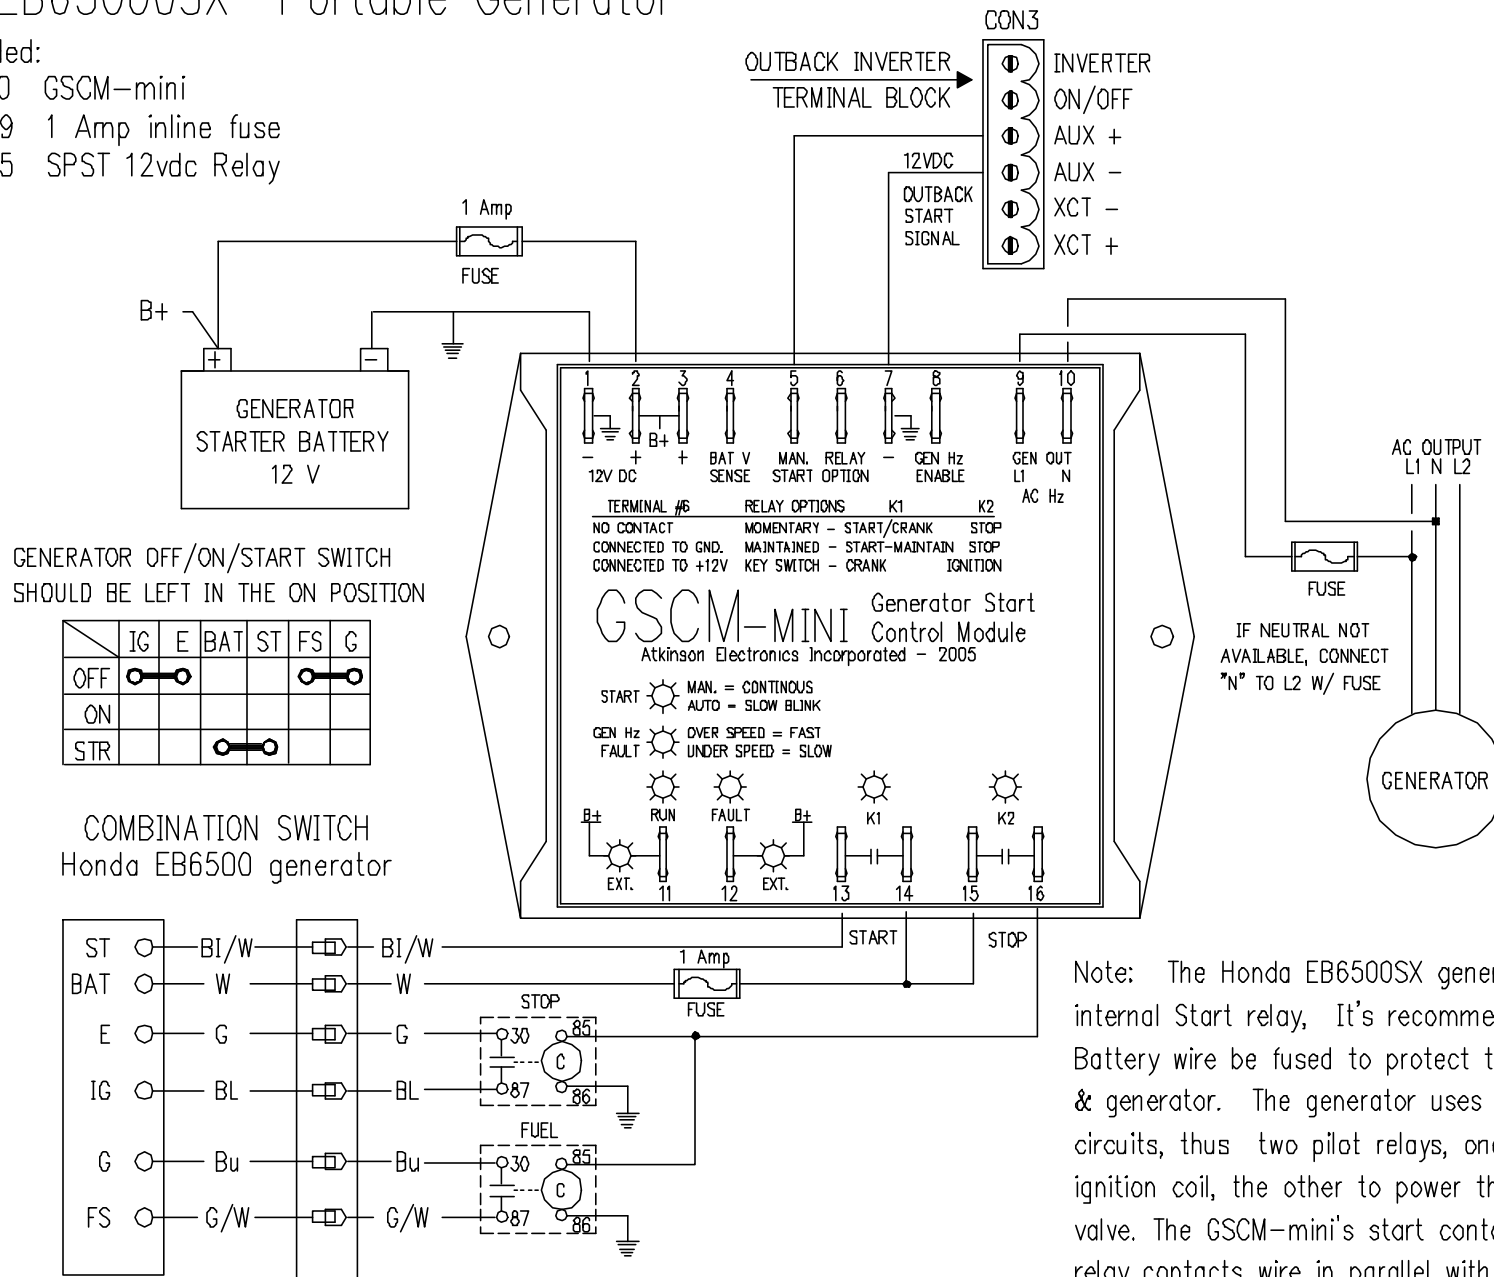 Portable Generator
GSCM-mini
1 Amp inline fuse
SPST 12vdc Relay
CON3
OUTBACK INVERTER
TERMINAL BLOCK
INVERTER
ON/OFF
AUX +
AUX -
XCT -
XCT +
12VDC
OUTBACK
START
SIGNAL
1 Amp
FUSE
B+
+
-
GENERATOR
STARTER BATTERY
12 V
1 2 3 4 5 6 7 8 9 10
B+
- + + BAT V MAN. RELAY - GEN Hz GEN OUT
12V DC SENSE START OPTION ENABLE L1 N
AC Hz
TERMINAL #6 RELAY OPTIONS K1 K2
NO CONTACT MOMENTARY - START/CRANK STOP
CONNECTED TO GND. MAINTAINED - START-MAINTAIN STOP
CONNECTED TO +12V KEY SWITCH - CRANK IGNITION
GSCM-MINI Generator Start
Control Module
Atkinson Electronics Incorporated - 2005
START MAN. = CONTINOUS
AUTO = SLOW BLINK
GEN Hz OVER SPEED = FAST
FAULT UNDER SPEED = SLOW
B+ RUN FAULT B+ K1 K2
EXT. EXT.
11 12 13 14 15 16
START STOP
AC OUTPUT
L1 N L2
FUSE
IF NEUTRAL NOT
AVAILABLE, CONNECT
"N" TO L2 W/ FUSE
GENERATOR
GENERATOR OFF/ON/START SWITCH
SHOULD BE LEFT IN THE ON POSITION
IG E BAT ST FS G
OFF
ON
STR
COMBINATION SWITCH
Honda EB6500 generator
ST BI/W BI/W
BAT W W
1 Amp
FUSE
E G G
IG BL BL
G Bu Bu
FS G/W G/W
STOP
30 85
C
87 86
FUEL
30 85
C
87 86
Note: The Honda EB6500SX
internal Start relay, It's
Battery wire be fused to protect
& generator. The generator uses
circuits, thus two pilot relays,
ignition coil, the other to power
valve. The GSCM-mini's start
relay contacts wire in parallel with